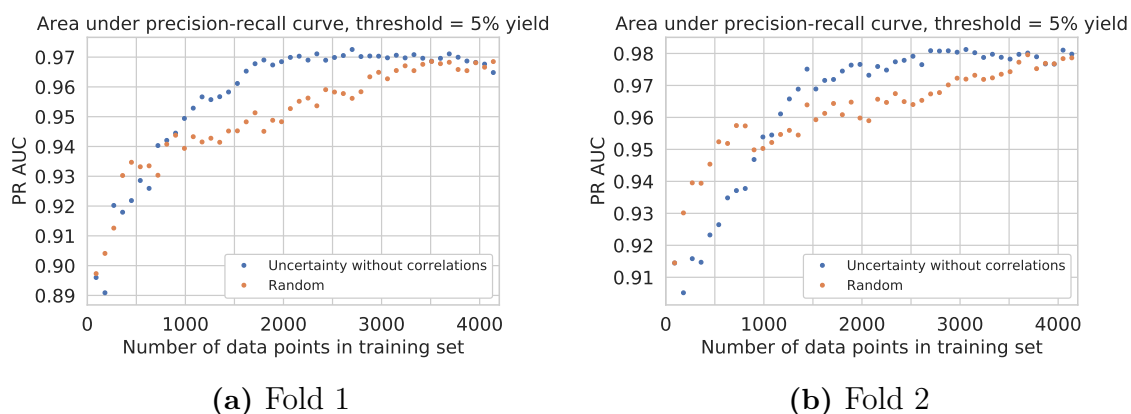 Area under precision-recall curve, threshold = 5% yield
PR AUC
0.97
0.96
0.95
0.94
0.93
0.92
0.91
0.90
0.89
Uncertainty without correlations
Random
0 1000 2000 3000 4000
Number of data points in training set
(a) Fold 1
Area under precision-recall curve, threshold = 5% yield
PR AUC
0.98
0.97
0.96
0.95
0.94
0.93
0.92
0.91
Uncertainty without correlations
Random
0 1000 2000 3000 4000
Number of data points in training set
(b) Fold 2